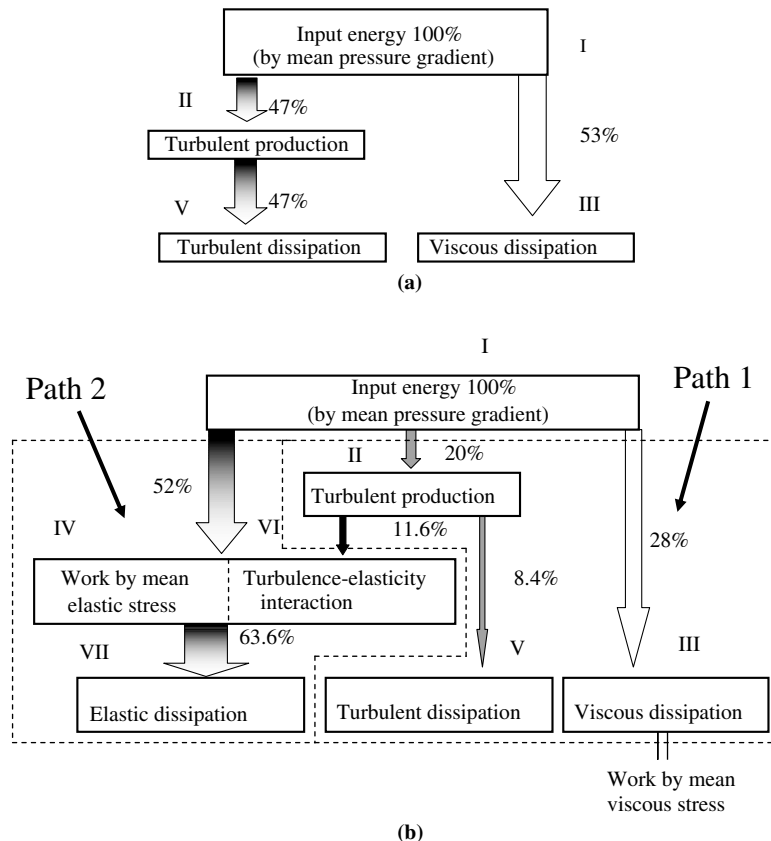 Input energy 100%
(by mean pressure gradient)
I
II
47%
53%
Turbulent production
V
47%
III
Turbulent dissipation
Viscous dissipation
(a)
I
Path 2
Path 1
Input energy 100%
(by mean pressure gradient)
II
20%
52%
Turbulent production
IV
VI
11.6%
28%
Work by mean
elastic stress
Turbulence-elasticity
interaction
8.4%
VII
63.6%
V
III
Elastic dissipation
Turbulent dissipation
Viscous dissipation
Work by mean
viscous stress
(b)